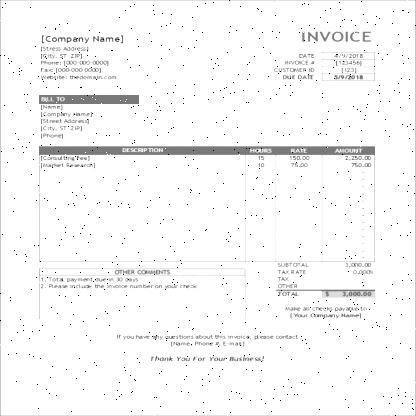 [Company Name]
INVOICE
[Street Address]
[City, ST ZIP]
Phone: [000-000-0000]
Fax: [000-000-0000]
Website: thedomain.com
DATE 4/9/2018
INVOICE # [123456]
CUSTOMER ID [123]
DUE DATE 5/9/2018
BILL TO
[Name]
[Company Name]
[Street Address]
[City, ST ZIP]
[Phone]
DESCRIPTION HOURS RATE AMOUNT
[Consulting Fee] 15 150.00 2,250.00
[Market Research] 10 75.00 750.00
SUBTOTAL 3,000.00
TAX RATE 0.000%
TAX
OTHER
TOTAL $ 3,000.00
OTHER COMMENTS
1. Total payment due in 30 days
2. Please include the invoice number on your check
Make all checks payable to
[Your Company Name]
If you have any questions about this invoice, please contact
[Name, Phone #, E-mail]
Thank You For Your Business!